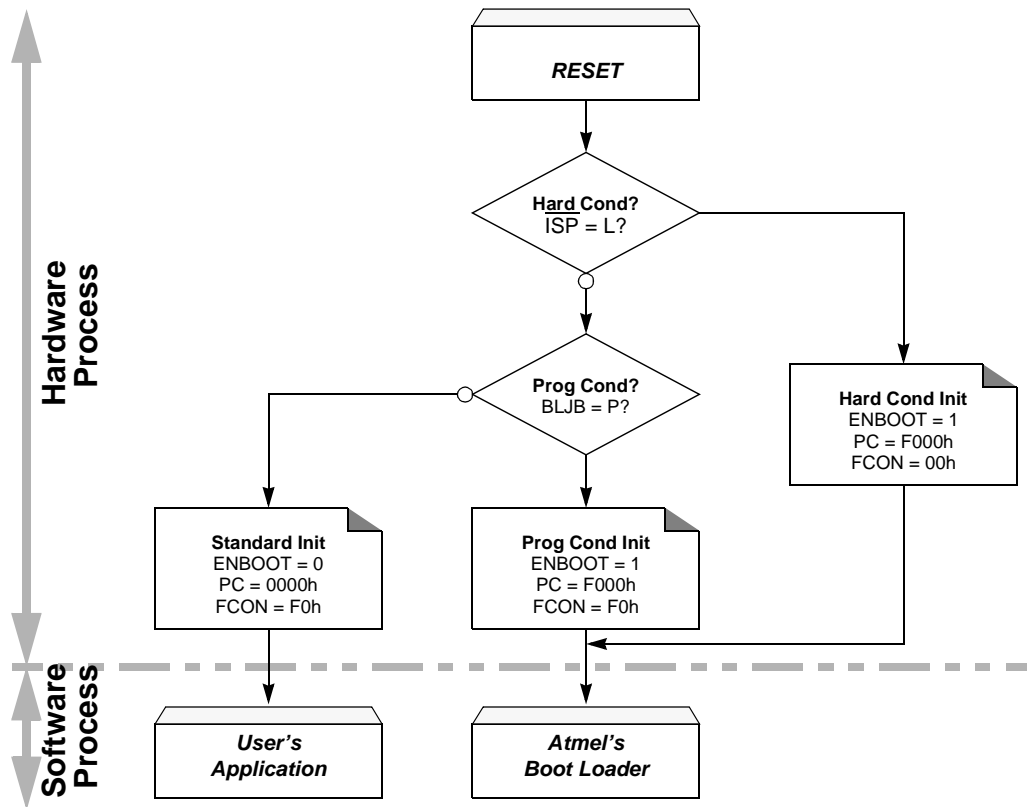 RESET
Hard Cond?
ISP = L?
Prog Cond?
BLJB = P?
Hard Cond Init
ENBOOT = 1
PC = F000h
FCON = 00h
Standard Init
ENBOOT = 0
PC = 0000h
FCON = F0h
Prog Cond Init
ENBOOT = 1
PC = F000h
FCON = F0h
Hardware
Process
User's
Application
Atmel's
Boot Loader
Software
Process